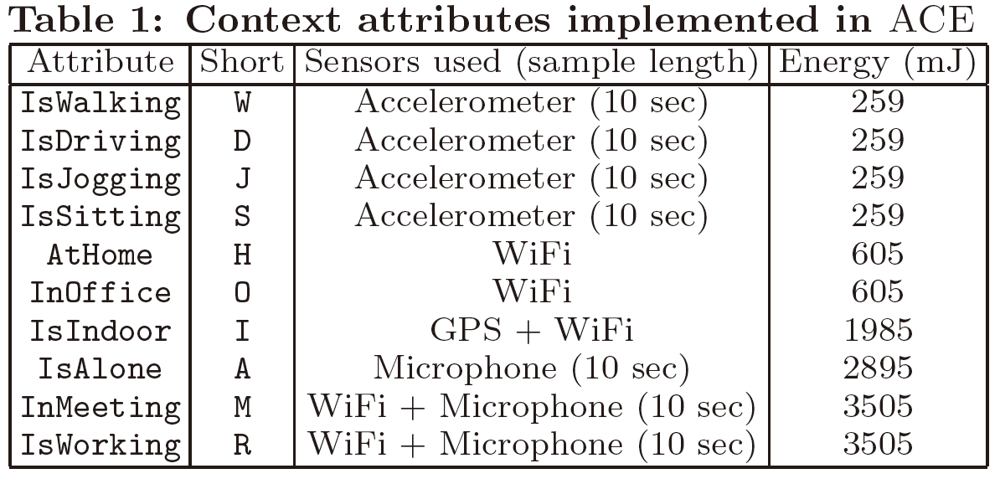 Table 1: Context attributes implemented in ACE
Attribute Short Sensors used (sample length) Energy (mJ)
IsWalking W Accelerometer (10 sec) 259
IsDriving D Accelerometer (10 sec) 259
IsJogging J Accelerometer (10 sec) 259
IsSitting S Accelerometer (10 sec) 259
AtHome H WiFi 605
InOffice O WiFi 605
IsIndoor I GPS + WiFi 1985
IsAlone A Microphone (10 sec) 2895
InMeeting M WiFi + Microphone (10 sec) 3505
IsWorking R WiFi + Microphone (10 sec) 3505